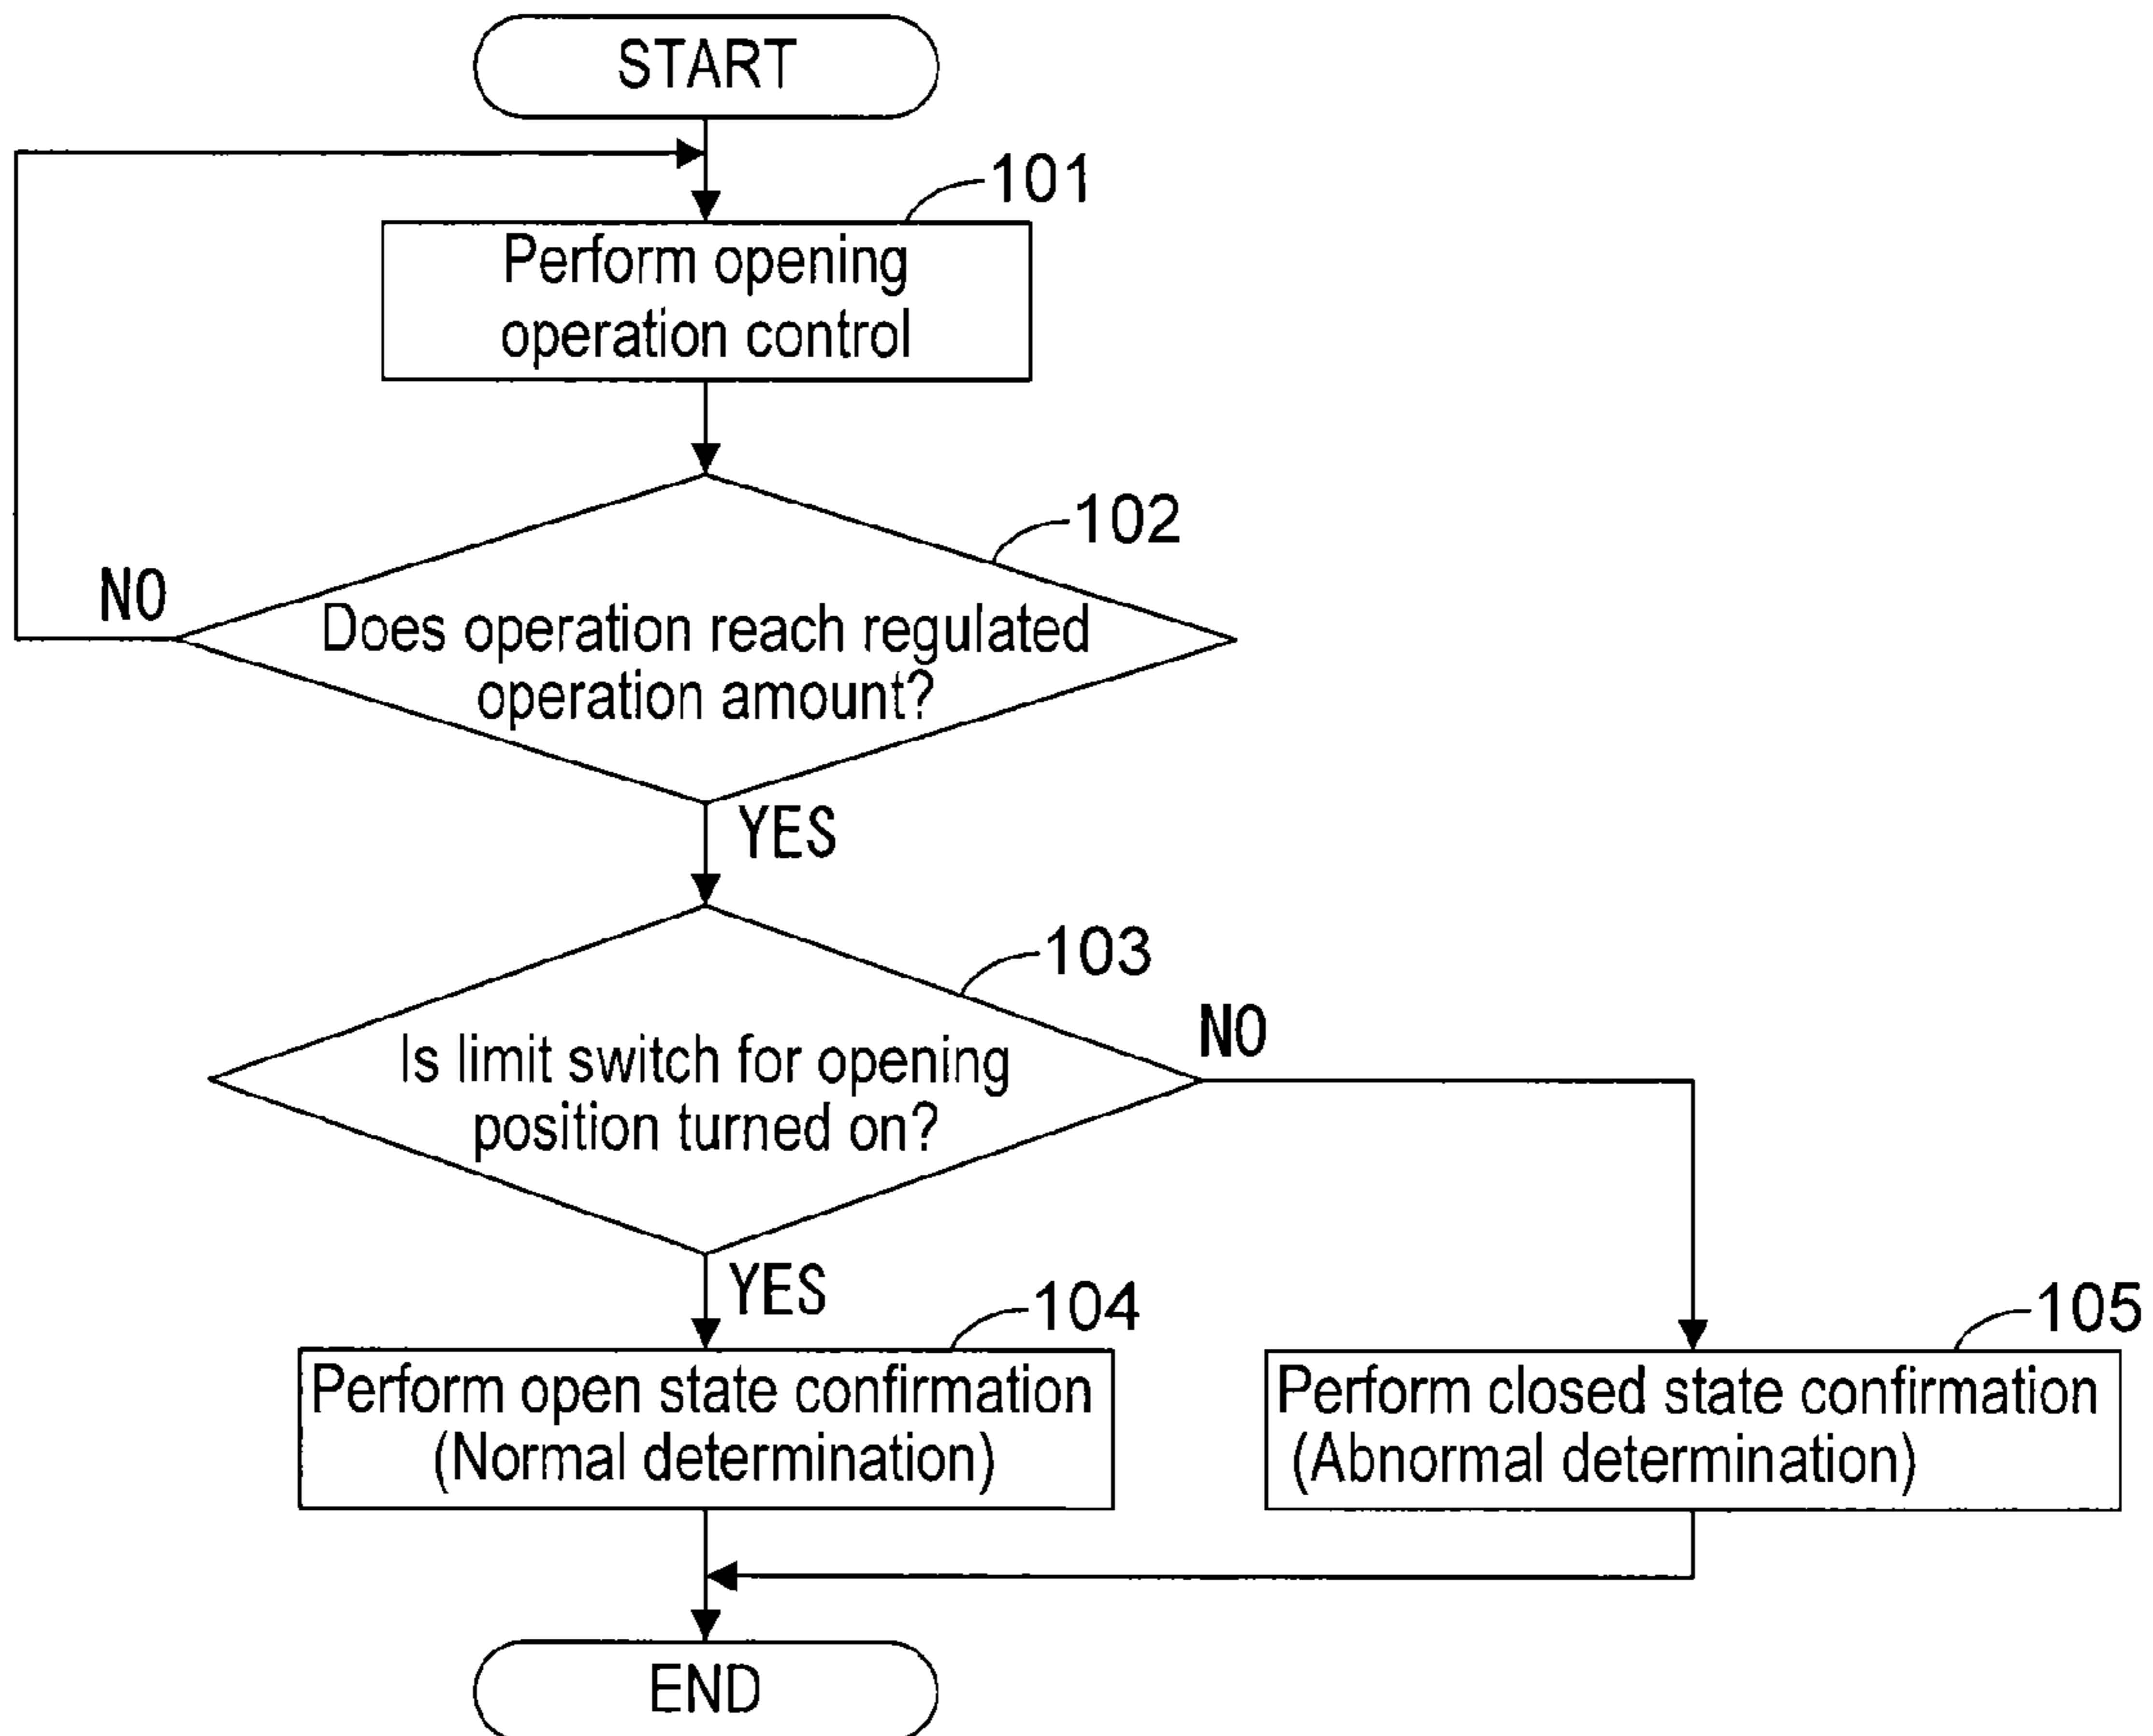 START
101
Perform opening
operation control
102
NO
Does operation reach regulated
operation amount?
YES
103
NO
Is limit switch for opening
position turned on?
YES
104
105
Perform open state confirmation
(Normal determination)
Perform closed state confirmation
(Abnormal determination)
END